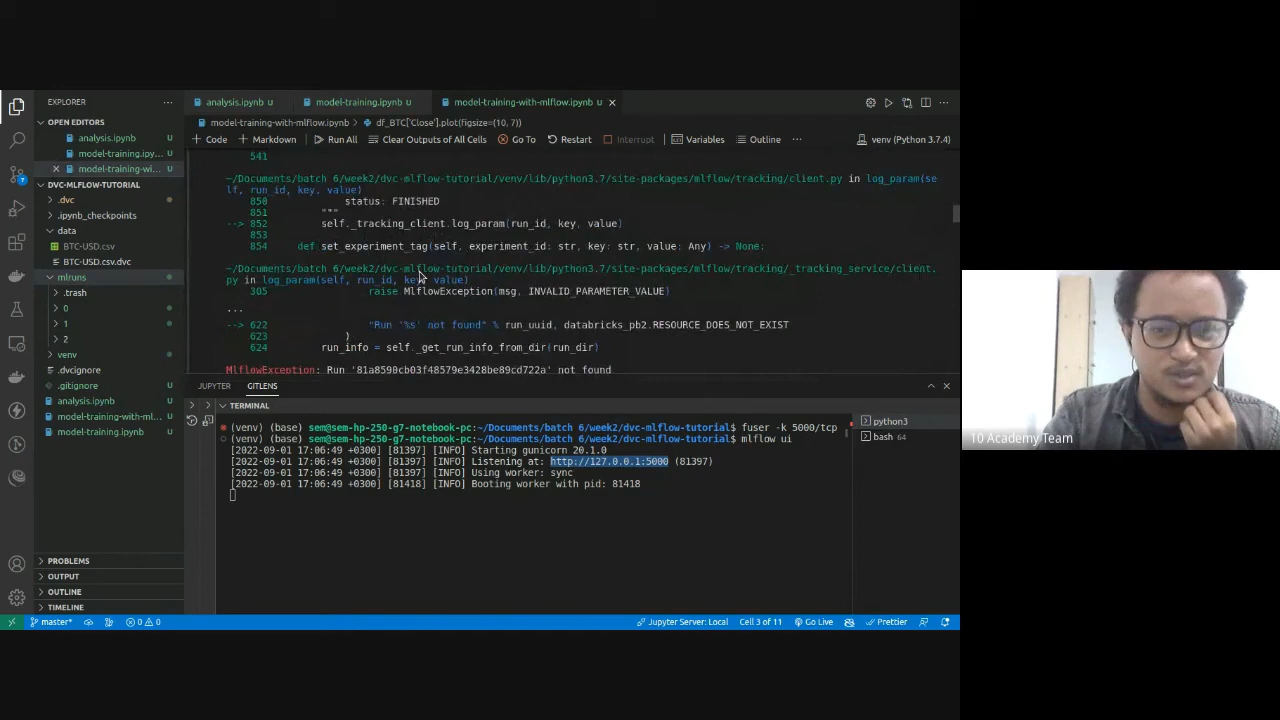 EXPLORER
OPEN EDITORS
analysis.ipynb U
model-training.ipy... U
model-training-wi... U
DVC-MLFLOW-TUTORIAL
.dvc
.ipynb_checkpoints
data
BTC-USD.csv
BTC-USD.csv.dvc
mlruns
.trash
0
1
2
venv
.dvcignore
.gitignore
analysis.ipynb U
model-training-with-ml... U
model-training.ipynb U
PROBLEMS
OUTPUT
OUTLINE
TIMELINE
analysis.ipynb U
model-training.ipynb U
model-training-with-mlflow.ipynb U
model-training-with-mlflow.ipynb > df_BTC['Close'].plot(figsize=(10, 7))
+ Code + Markdown Run All Clear Outputs of All Cells Go To Restart Interrupt Variables Outline ... venv (Python 3.7.4)
541
~/Documents/batch 6/week2/dvc-mlflow-tutorial/venv/lib/python3.7/site-packages/mlflow/tracking/client.py in log_param(se
lf, run_id, key, value)
850 status: FINISHED
851 """
--> 852 self._tracking_client.log_param(run_id, key, value)
853
854 def set_experiment_tag(self, experiment_id: str, key: str, value: Any) -> None:
~/Documents/batch 6/week2/dvc-mlflow-tutorial/venv/lib/python3.7/site-packages/mlflow/tracking/_tracking_service/client.
py in log_param(self, run_id, key, value)
305 raise MlflowException(msg, INVALID_PARAMETER_VALUE)
...
--> 622 "Run '%s' not found" % run_uuid, databricks_pb2.RESOURCE_DOES_NOT_EXIST
623 )
624 run_info = self._get_run_info_from_dir(run_dir)
MlflowException: Run '81a8590cb03f48579e3428be89cd722a' not found
JUPYTER GITLENS
TERMINAL
(venv) (base) sem@sem-hp-250-g7-notebook-pc:~/Documents/batch 6/week2/dvc-mlflow-tutorial$ fuser -k 5000/tcp
(venv) (base) sem@sem-hp-250-g7-notebook-pc:~/Documents/batch 6/week2/dvc-mlflow-tutorial$ mlflow ui
[2022-09-01 17:06:49 +0300] [81397] [INFO] Starting gunicorn 20.1.0
[2022-09-01 17:06:49 +0300] [81397] [INFO] Listening at: http://127.0.0.1:5000 (81397)
[2022-09-01 17:06:49 +0300] [81397] [INFO] Using worker: sync
[2022-09-01 17:06:49 +0300] [81418] [INFO] Booting worker with pid: 81418
python3
bash 64
master* 0 0 Jupyter Server: Local Cell 3 of 11 Go Live Prettier
10 Academy Team